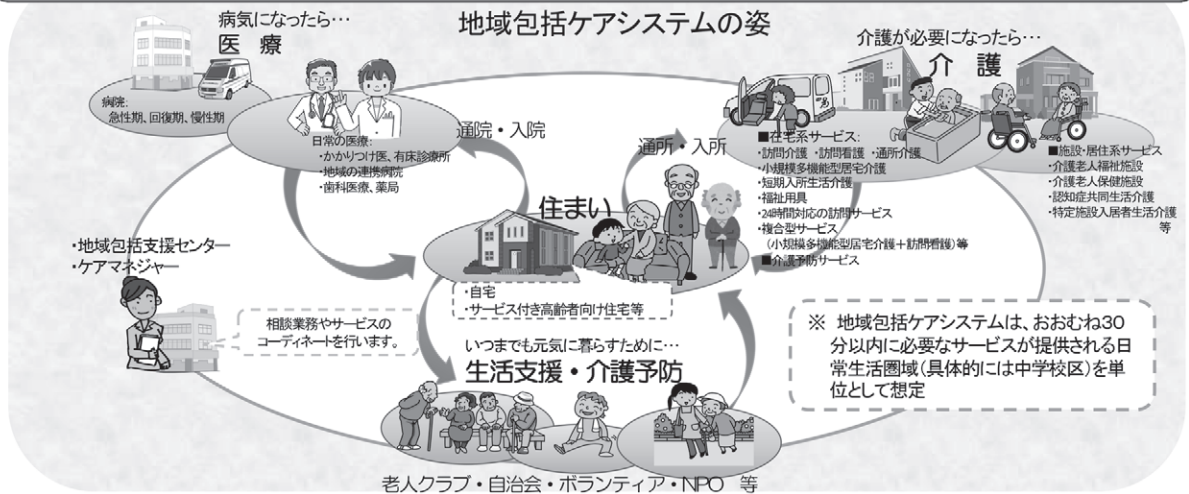 地域包括ケアシステムの姿
病気になったら…
医 療
病院:
急性期、回復期、慢性期
日常の医療:
・かかりつけ医、有床診療所
・地域の連携病院
・歯科医療、薬局
通院・入院
通所・入所
介護が必要になったら…
介 護
■在宅系サービス:
・訪問介護 ・訪問看護 ・通所介護
・小規模多機能型居宅介護
・短期入所生活介護
・福祉用具
・24時間対応の訪問サービス
・複合型サービス
(小規模多機能型居宅介護+訪問看護)等
■介護予防サービス
■施設・居住系サービス
・介護老人福祉施設
・介護老人保健施設
・認知症共同生活介護
・特定施設入居者生活介護
等
住まい
・自宅
・サービス付き高齢者向け住宅等
・地域包括支援センター
・ケアマネジャー
相談業務やサービスの
コーディネートを行います。
いつまでも元気に暮らすために…
生活支援・介護予防
老人クラブ・自治会・ボランティア・NPO 等
※ 地域包括ケアシステムは、おおむね30
分以内に必要なサービスが提供される日
常生活圏域(具体的には中学校区)を単
位として想定